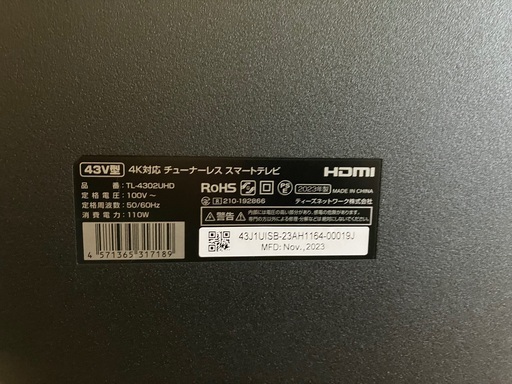 43V型 4K対応 チューナーレス スマートテレビ HDMI
品 番: TL-4302UHD
定格電圧: 100V～
定格周波数: 50/60Hz
消費電力: 110W
RoHS PS E 2023年製
MADE IN CHINA
R 210-192866 ティーズネットワーク株式会社
警告
43J1UISB-23AH1164-00019J
MFD: Nov.,2023
4 571365 317189